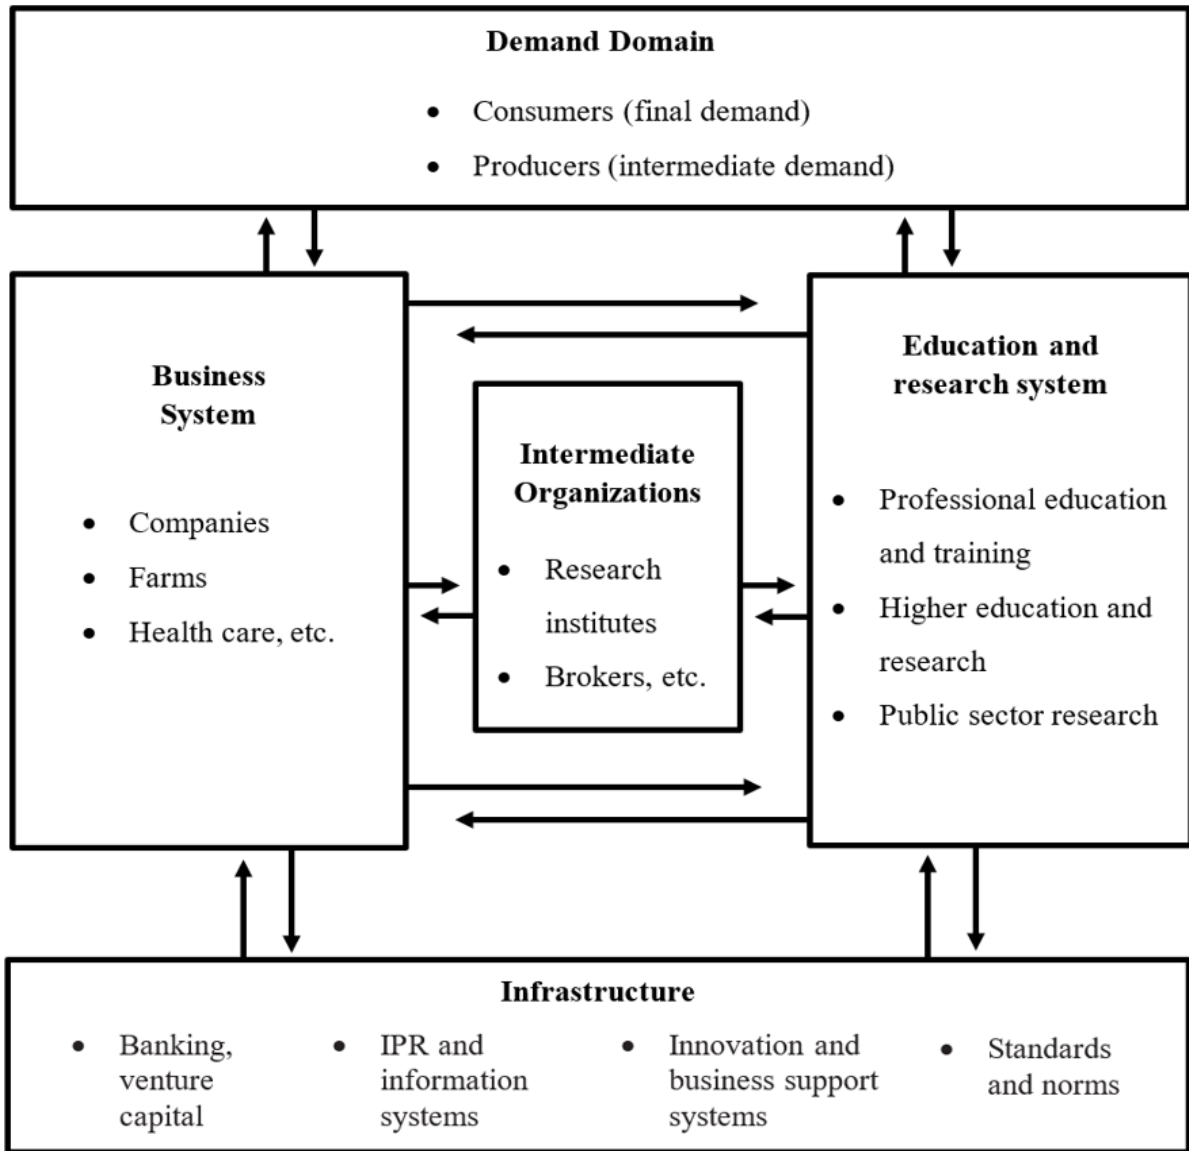 Demand Domain
• Consumers (final demand)
• Producers (intermediate demand)
Business
System
• Companies
• Farms
• Health care, etc.
Intermediate
Organizations
• Research
institutes
• Brokers, etc.
Education and
research system
• Professional education
and training
• Higher education and
research
• Public sector research
Infrastructure
• Banking,
venture
capital
• IPR and
information
systems
• Innovation and
business support
systems
• Standards
and norms